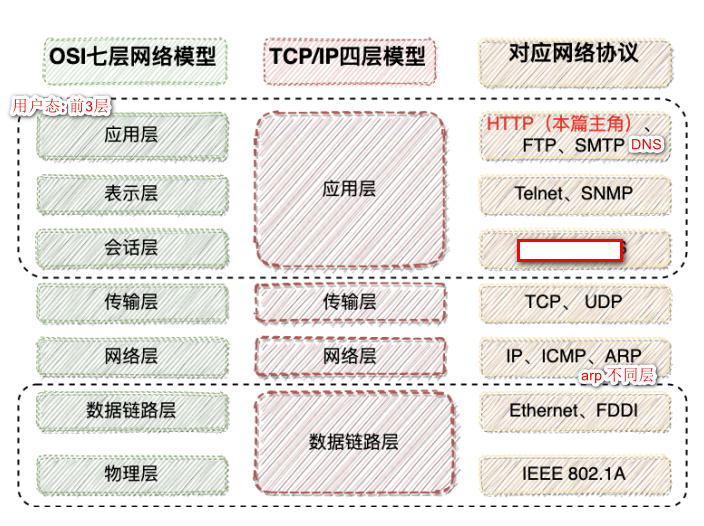 OSI七层网络模型
TCP/IP四层模型
对应网络协议
用户态: 前3层
应用层
表示层
会话层
应用层
HTTP（本篇主角）、
FTP、SMTP DNS
Telnet、SNMP
传输层
传输层
TCP、 UDP
网络层
网络层
IP、ICMP、ARP
arp 不同层
数据链路层
物理层
数据链路层
Ethernet、FDDI
IEEE 802.1A